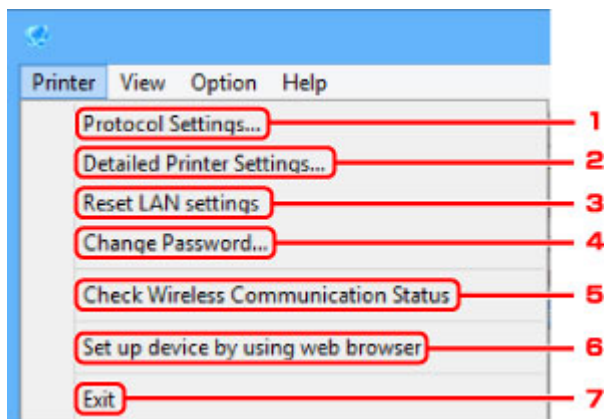 Printer View Option Help
Protocol Settings... 1
Detailed Printer Settings... 2
Reset LAN settings 3
Change Password... 4
Check Wireless Communication Status 5
Set up device by using web browser 6
Exit 7